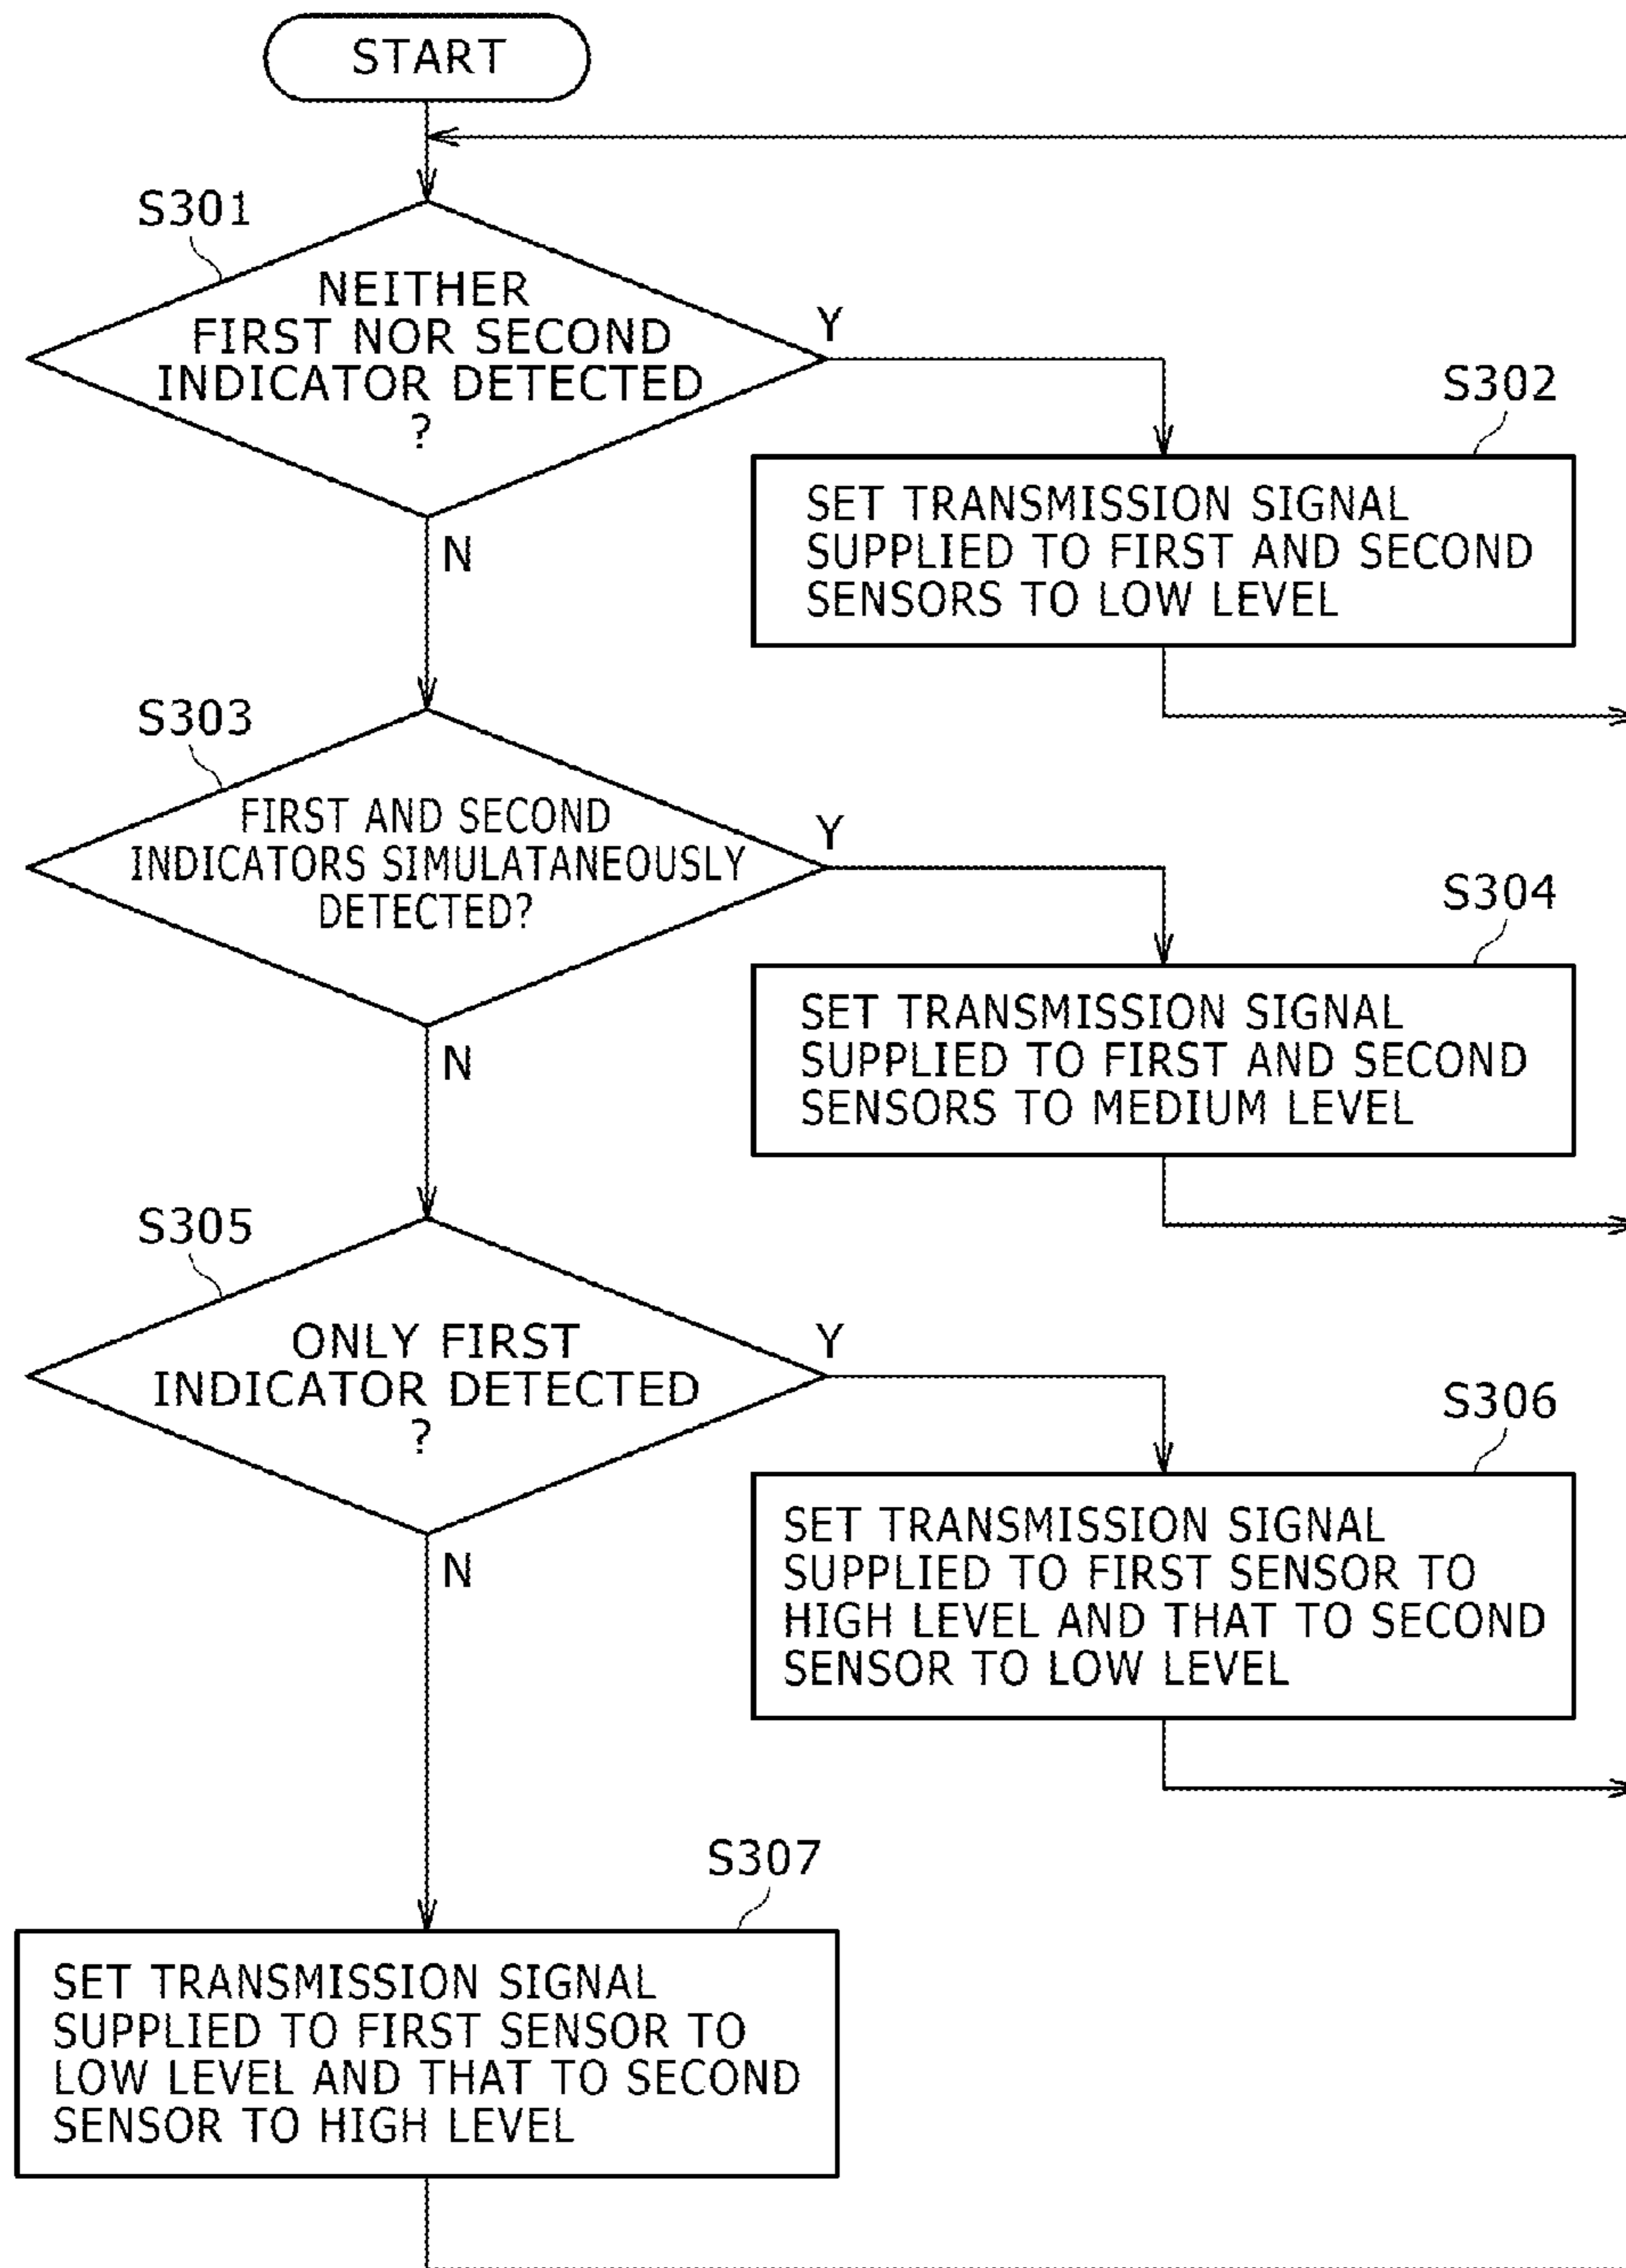 START
S301
NEITHER
FIRST NOR SECOND
INDICATOR DETECTED
?
Y
N
S302
SET TRANSMISSION SIGNAL
SUPPLIED TO FIRST AND SECOND
SENSORS TO LOW LEVEL
S303
FIRST AND SECOND
INDICATORS SIMULATANEOUSLY
DETECTED?
Y
N
S304
SET TRANSMISSION SIGNAL
SUPPLIED TO FIRST AND SECOND
SENSORS TO MEDIUM LEVEL
S305
ONLY FIRST
INDICATOR DETECTED
?
Y
N
S306
SET TRANSMISSION SIGNAL
SUPPLIED TO FIRST SENSOR TO
HIGH LEVEL AND THAT TO SECOND
SENSOR TO LOW LEVEL
S307
SET TRANSMISSION SIGNAL
SUPPLIED TO FIRST SENSOR TO
LOW LEVEL AND THAT TO SECOND
SENSOR TO HIGH LEVEL